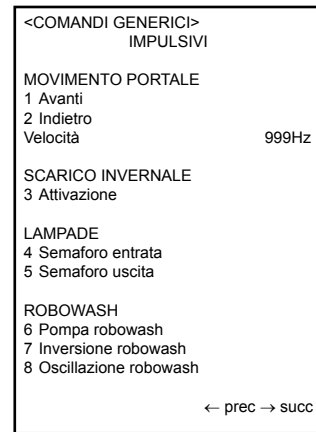 <COMANDI GENERICI>
IMPULSIVI
MOVIMENTO PORTALE
1 Avanti
2 Indietro
Velocità 999Hz
SCARICO INVERNALE
3 Attivazione
LAMPADE
4 Semaforo entrata
5 Semaforo uscita
ROBOWASH
6 Pompa robowash
7 Inversione robowash
8 Oscillazione robowash
← prec → succ